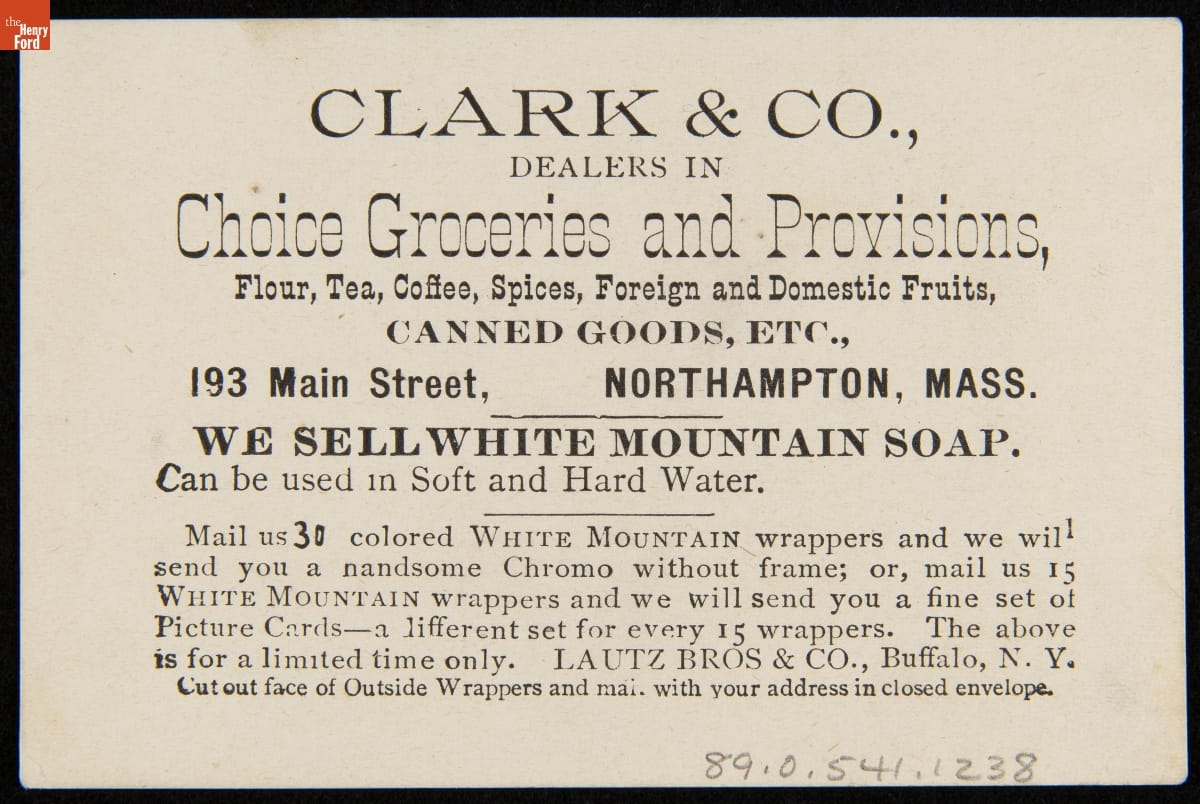 the
Henry
Ford
CLARK & CO.,
DEALERS IN
Choice Groceries and Provisions,
Flour, Tea, Coffee, Spices, Foreign and Domestic Fruits,
CANNED GOODS, ETC.,
193 Main Street, NORTHAMPTON, MASS.
WE SELL WHITE MOUNTAIN SOAP.
Can be used in Soft and Hard Water.
Mail us 30 colored WHITE MOUNTAIN wrappers and we will
send you a handsome Chromo without frame; or, mail us 15
WHITE MOUNTAIN wrappers and we will send you a fine set of
Picture Cards—a different set for every 15 wrappers. The above
is for a limited time only. LAUTZ BROS & CO., Buffalo, N. Y.
Cut out face of Outside Wrappers and mail with your address in closed envelope.
89.0.541.1238